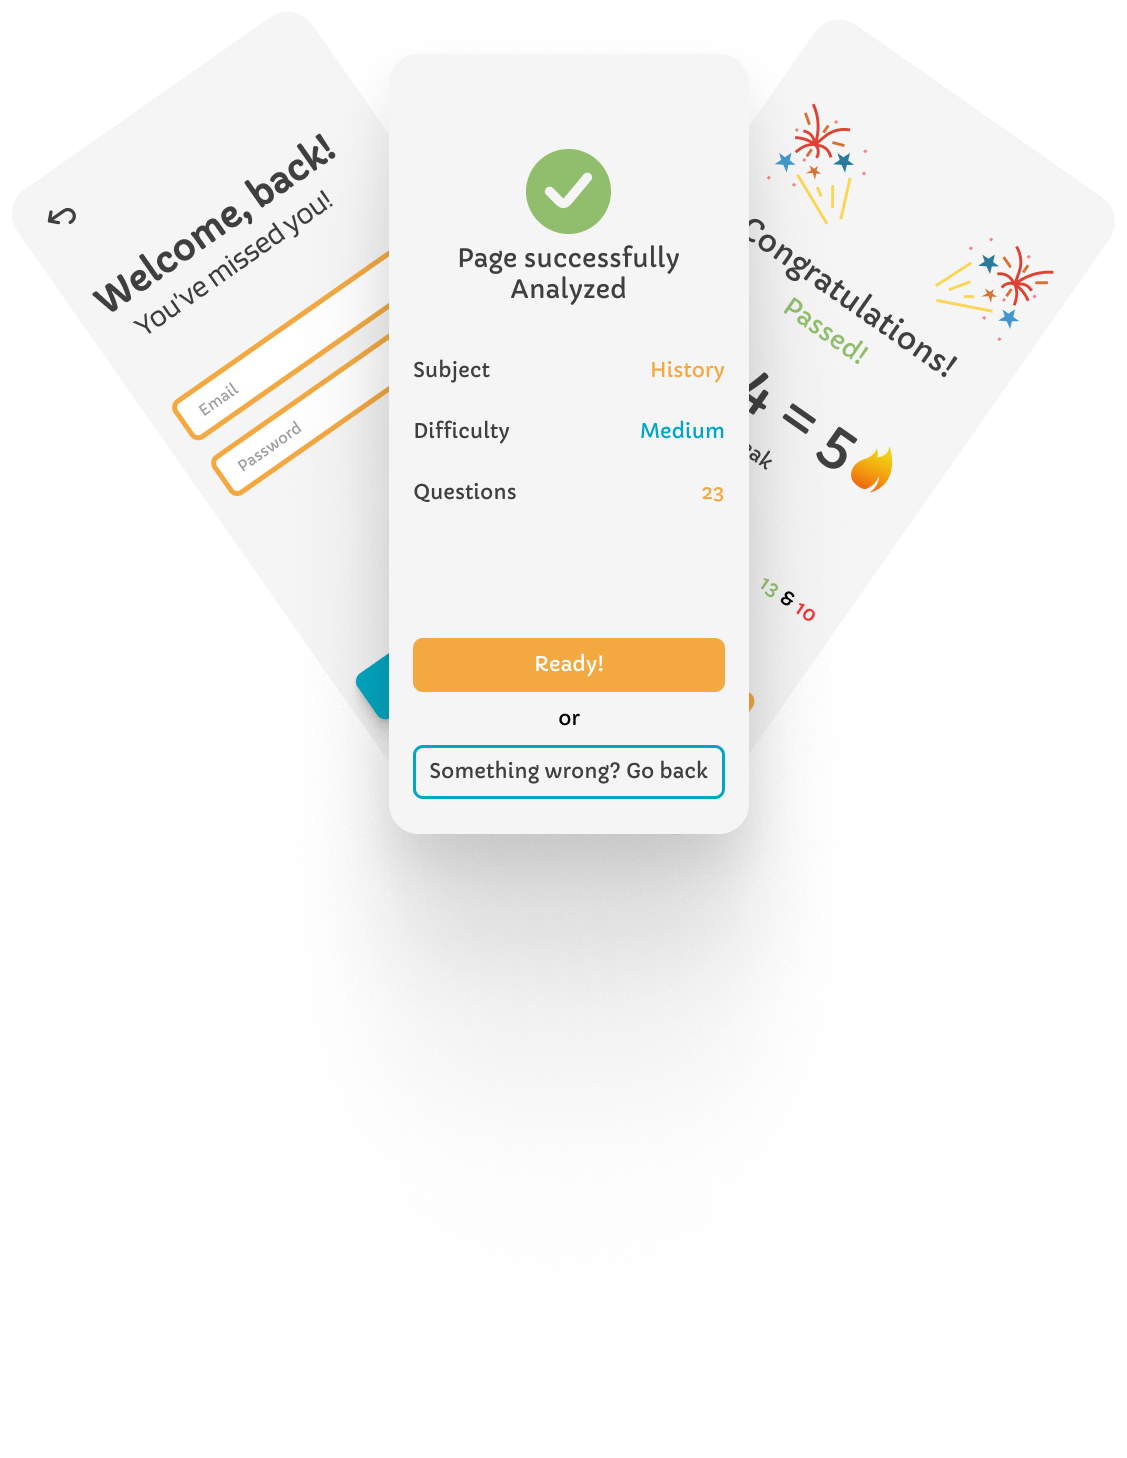 Welcome, back!
You've missed you!
Email
Password
Page successfully
Analyzed
Subject
History
Difficulty
Medium
Questions
23
Ready!
or
Something wrong? Go back
Congratulations!
Passed!
4 = 5
13 & 10